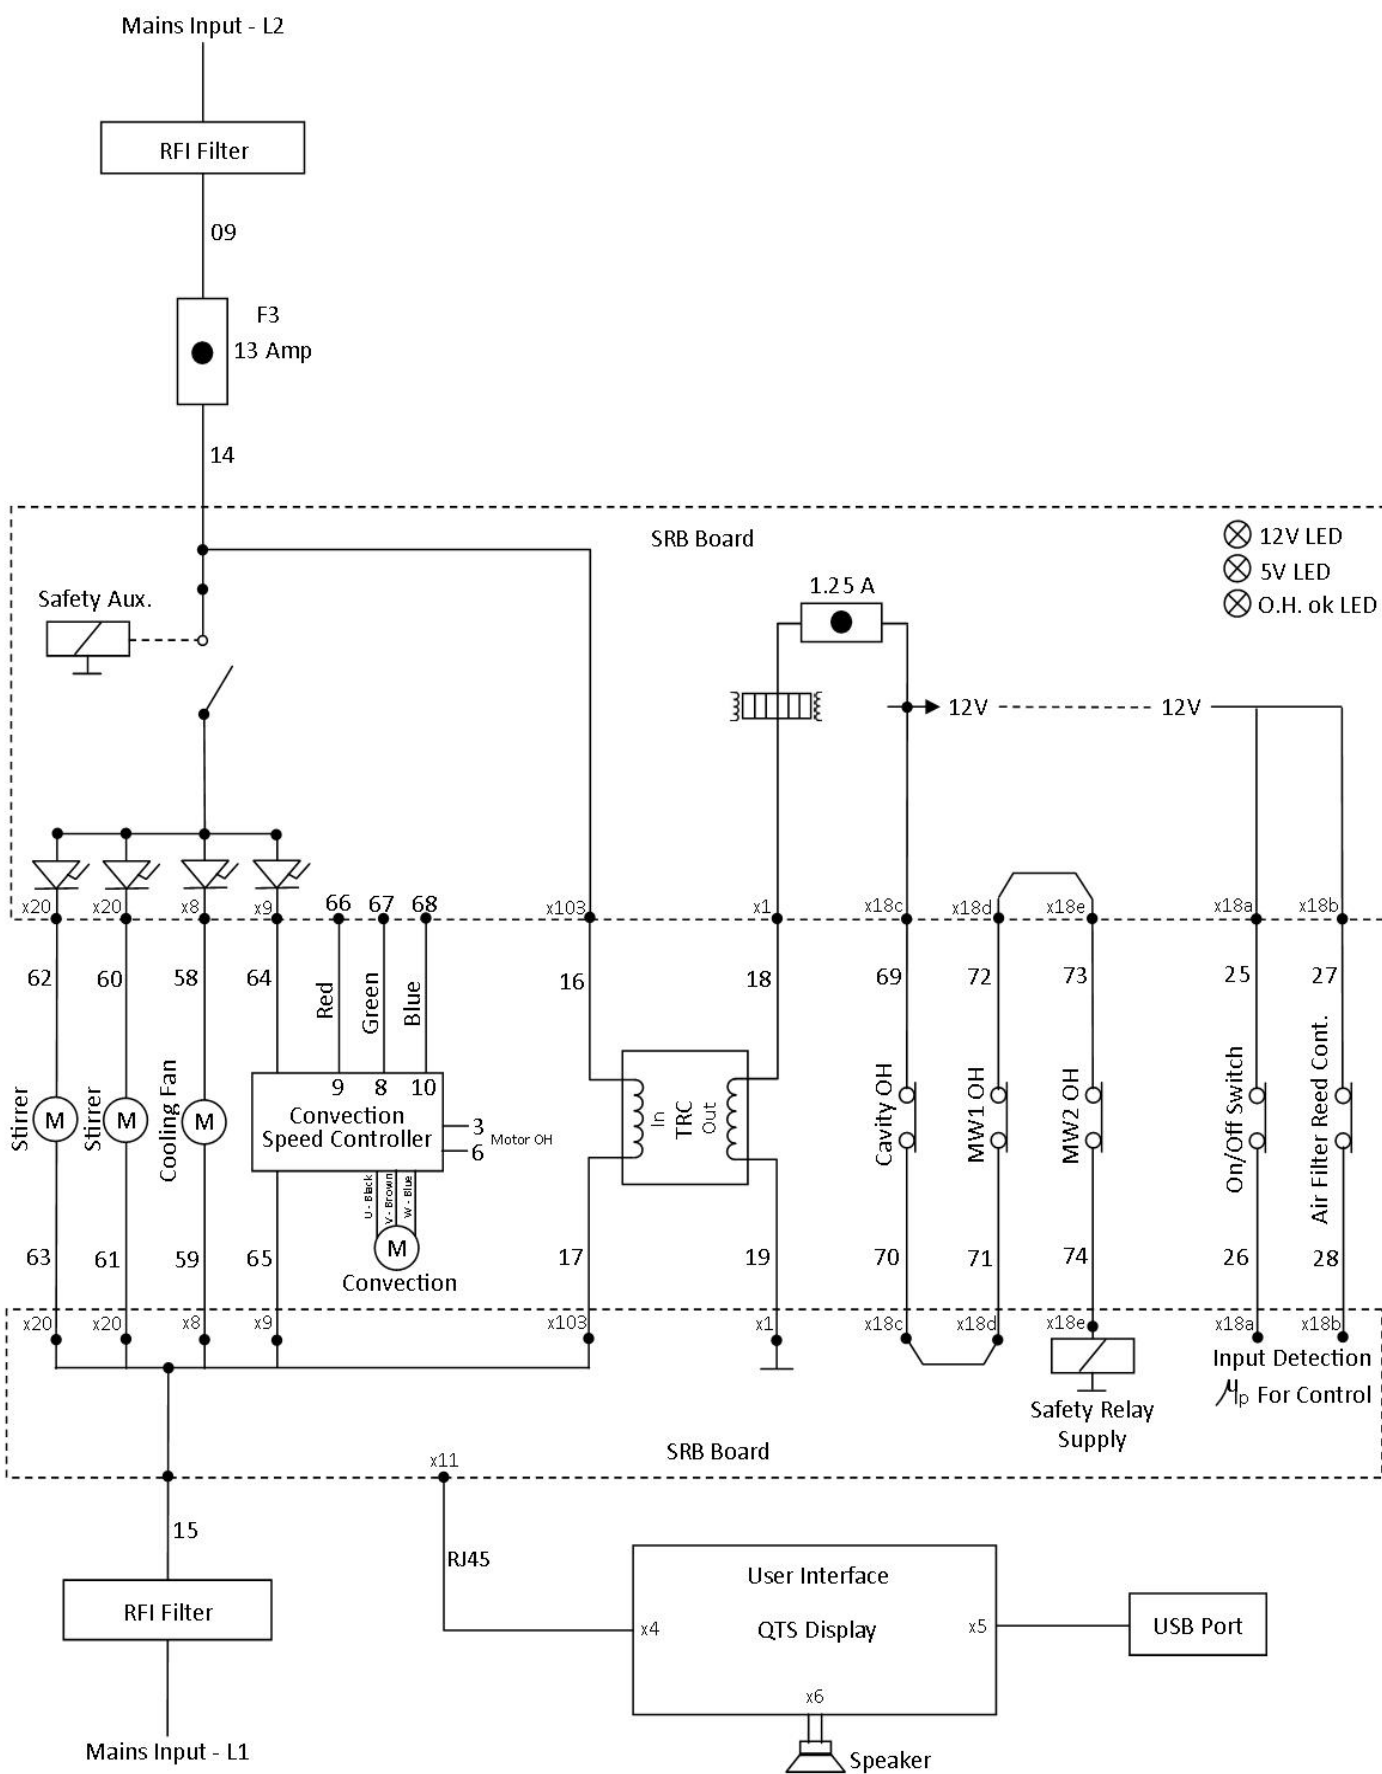 Mains Input - L2
RFI Filter
09
F3
13 Amp
14
SRB Board
12V LED
5V LED
O.H. ok LED
Safety Aux.
1.25 A
12V
12V
x20
x20
x8
x9
66
67
68
x103
x1
x18c
x18d
x18e
x18a
x18b
62
60
58
64
Red
Green
Blue
16
18
69
72
73
25
27
Stirrer
M
Stirrer
M
Cooling Fan
M
9
8
10
Convection
Speed Controller
3
6
Motor OH
U - Black
V - Brown
W - Blue
M
Convection
In
TRC
Out
Cavity OH
MW1 OH
MW2 OH
On/Off Switch
Air Filter Reed Cont.
63
61
59
65
17
19
70
71
74
26
28
x20
x20
x8
x9
x103
x1
x18c
x18d
x18e
x18a
x18b
Safety Relay
Supply
Input Detection
μp For Control
SRB Board
x11
15
RJ45
RFI Filter
Mains Input - L1
User Interface
QTS Display
x4
x5
x6
USB Port
Speaker